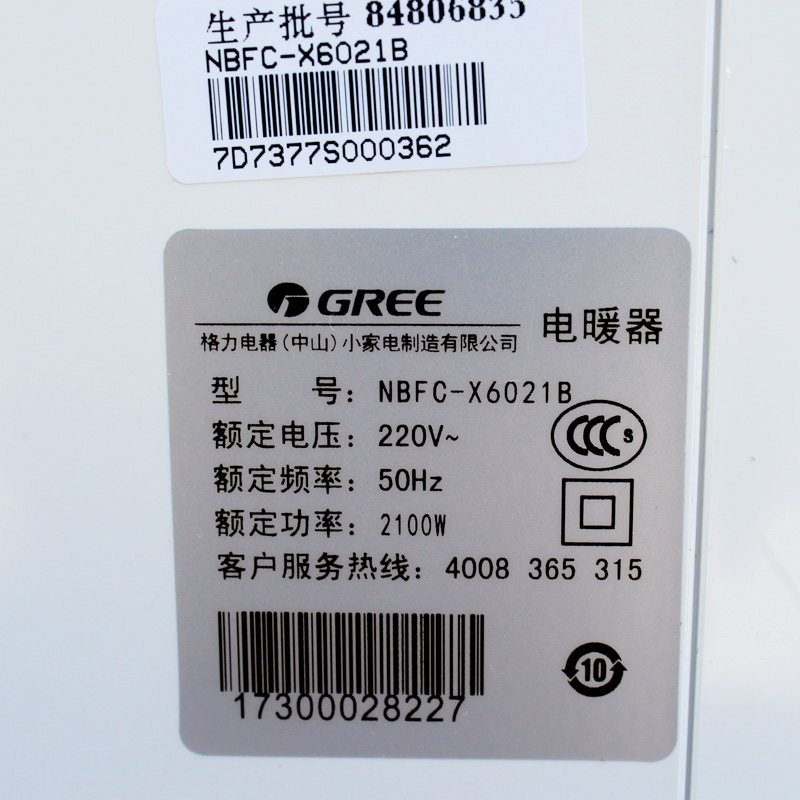 生产批号 84806835
NBFC-X6021B
7D7377S000362
GREE
格力电器(中山)小家电制造有限公司
电暖器
型 号: NBFC-X6021B
额定电压: 220V~
CCC S
额定频率: 50Hz
额定功率: 2100W
客户服务热线: 4008 365 315
17300028227
10